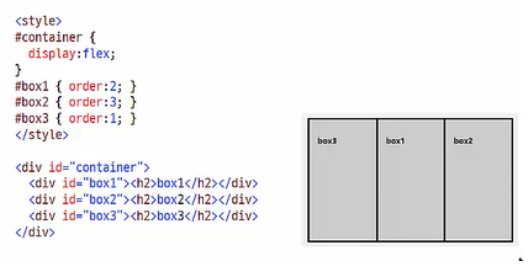 <style>
#container {
  display:flex;
}
#box1 { order:2; }
#box2 { order:3; }
#box3 { order:1; }
</style>
<div id="container">
  <div id="box1"><h2>box1</h2></div>
  <div id="box2"><h2>box2</h2></div>
  <div id="box3"><h2>box3</h2></div>
</div>
box3 box1 box2